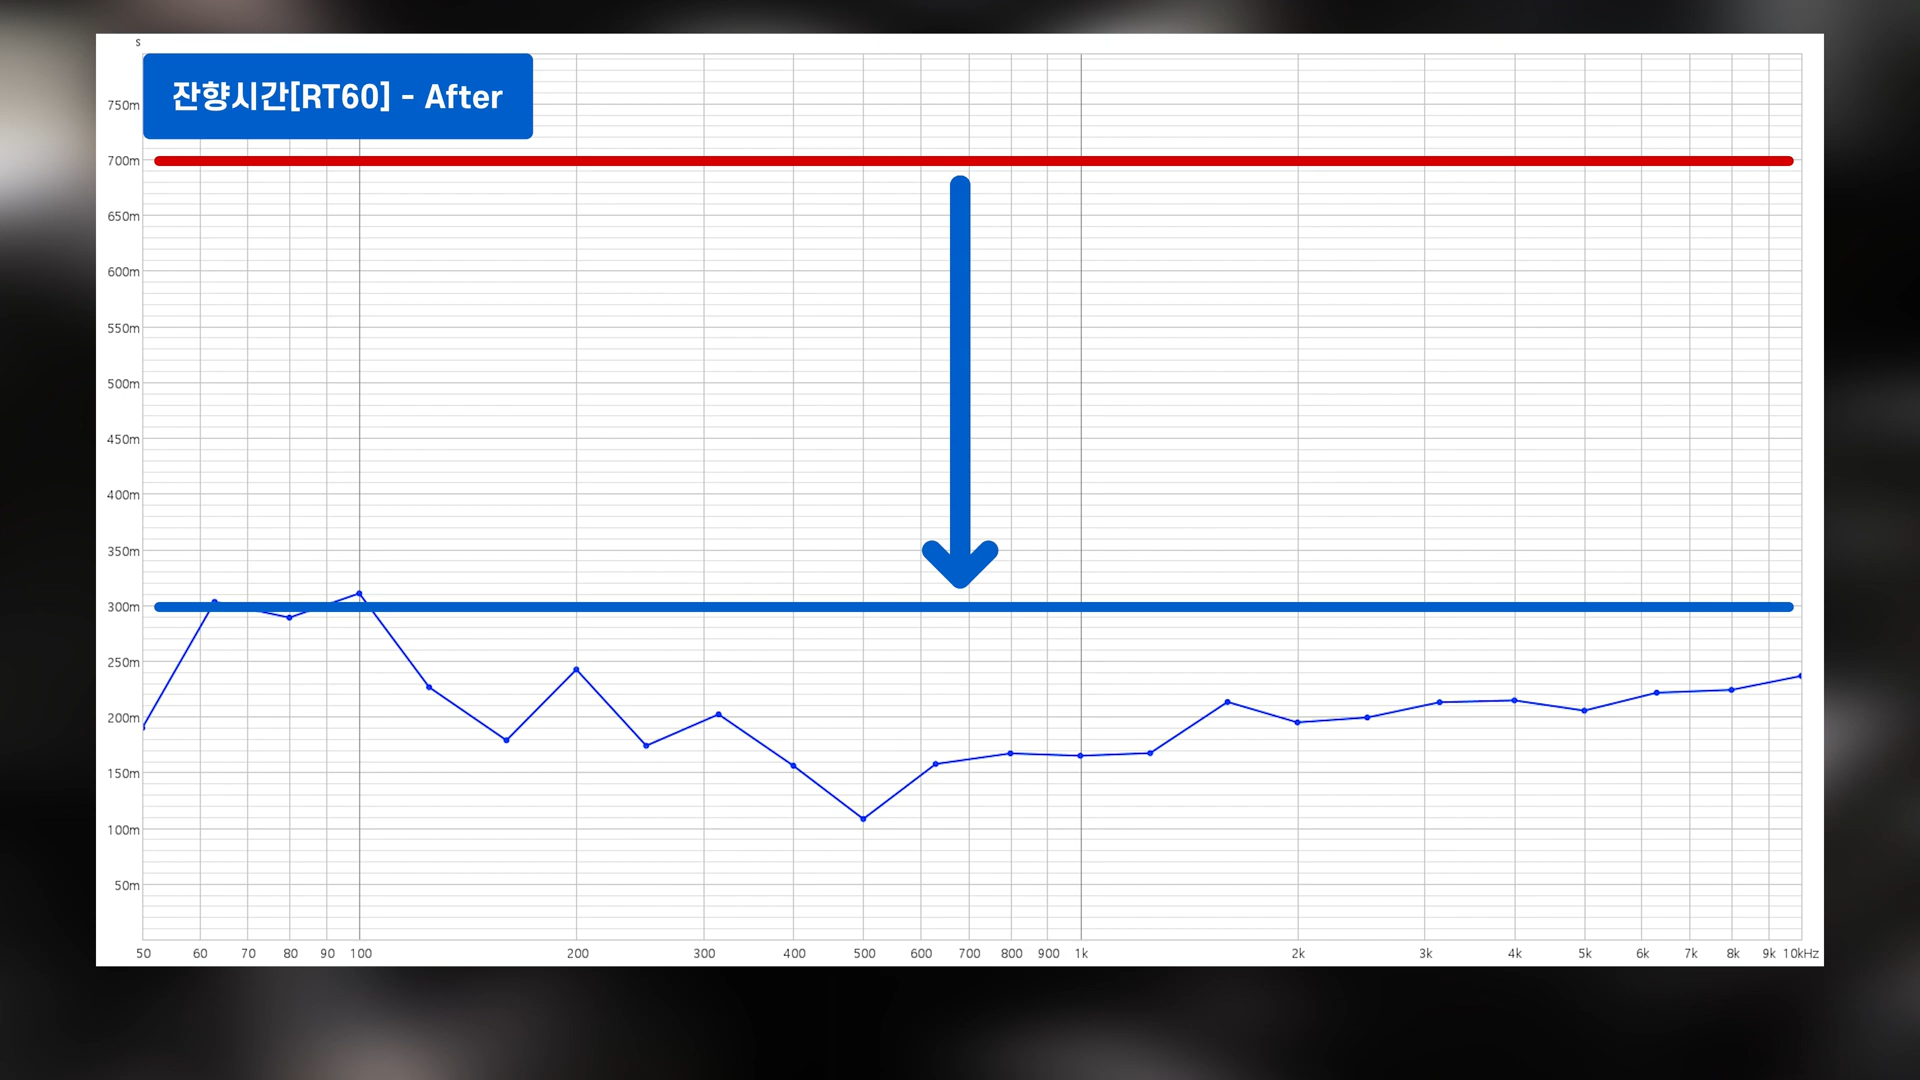 s
잔향시간[RT60] - After
750m
700m
650m
600m
550m
500m
450m
400m
350m
300m
250m
200m
150m
100m
50m
50 60 70 80 90 100 200 300 400 500 600 700 800 900 1k 2k 3k 4k 5k 6k 7k 8k 9k 10kHz